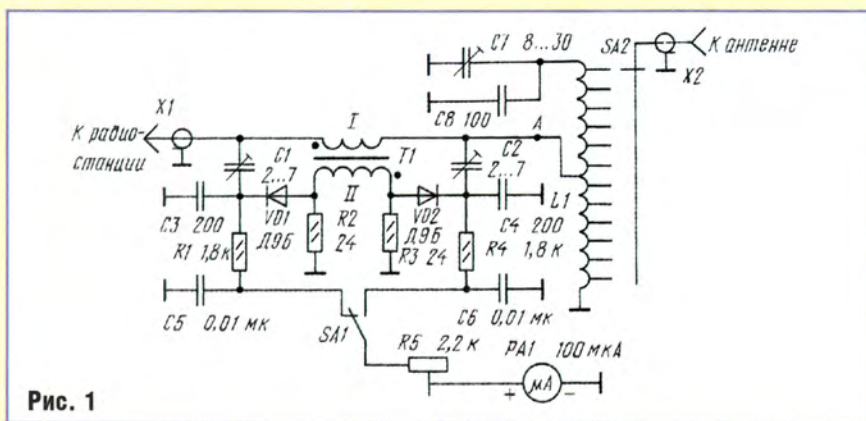 C7 8...30
SA2
К антенне
X2
X1
I
C8 100
A
К радио-
станции
C1
2...7
T1
C2
2...7
II
L1
C3 200
VD1
Д9Б
R2
24
VD2
Д9Б
C4 200
R1 1,8к
R3 24
R4 1,8 к
C5 0,01 мк
SA1
C6 0,01 мк
R5 2,2 к
PA1 100 мкА
μA
+ -
Рис. 1